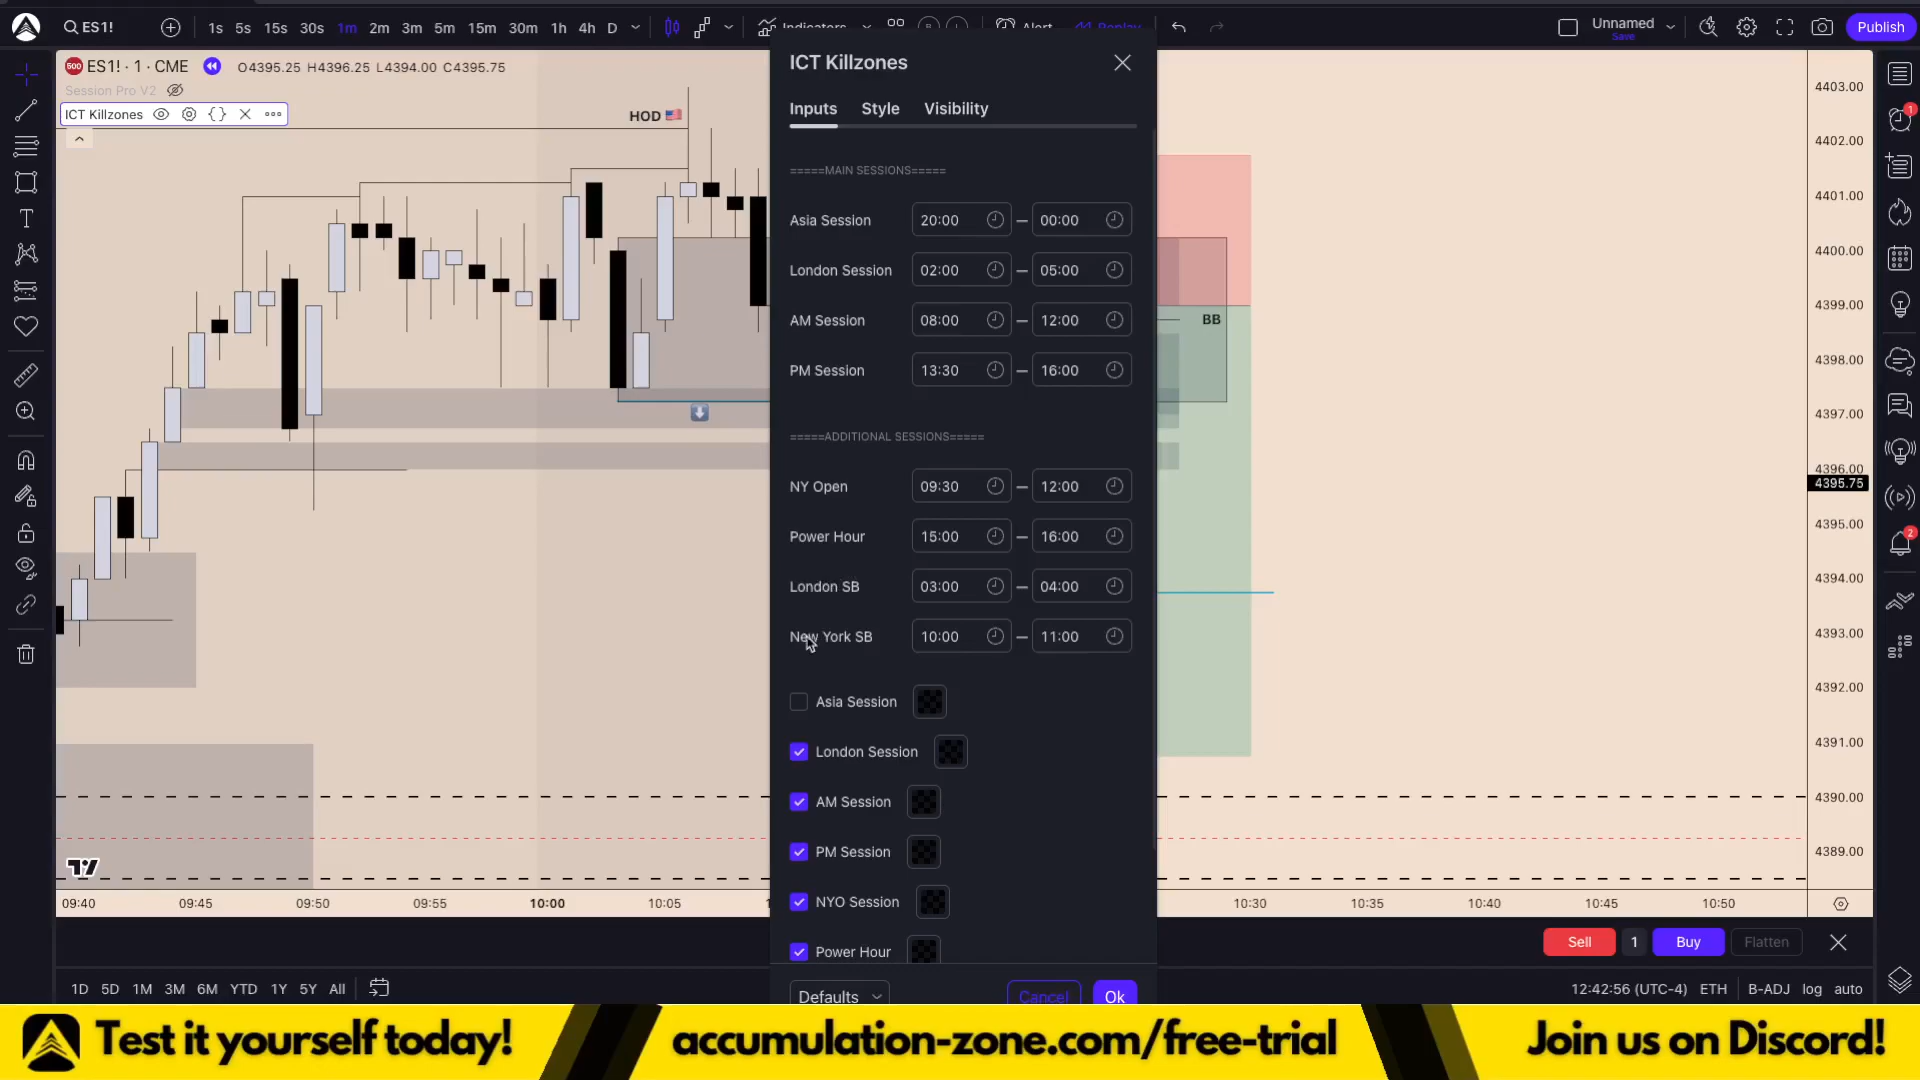 ES1!
1s 5s 15s 30s 1m 2m 3m 5m 15m 30m 1h 4h D
Indicators
Alert
Replay
Unnamed
Save
Publish
500 ES1! · 1 · CME O4395.25 H4396.25 L4394.00 C4395.75
Session Pro V2
ICT Killzones
HOD
BB
ICT Killzones
Inputs Style Visibility
=====MAIN SESSIONS=====
Asia Session 20:00 — 00:00
London Session 02:00 — 05:00
AM Session 08:00 — 12:00
PM Session 13:30 — 16:00
=====ADDITIONAL SESSIONS=====
NY Open 09:30 — 12:00
Power Hour 15:00 — 16:00
London SB 03:00 — 04:00
New York SB 10:00 — 11:00
Asia Session
London Session
AM Session
PM Session
NYO Session
Power Hour
Defaults Cancel Ok
4403.00
4402.00
4401.00
4400.00
4399.00
4398.00
4397.00
4396.00
4395.75
4395.00
4394.00
4393.00
4392.00
4391.00
4390.00
4389.00
1
2
09:40 09:45 09:50 09:55 10:00 10:05 10:30 10:35 10:40 10:45 10:50
Sell 1 Buy Flatten
1D 5D 1M 3M 6M YTD 1Y 5Y All
12:42:56 (UTC-4) ETH B-ADJ log auto
Test it yourself today! accumulation-zone.com/free-trial Join us on Discord!